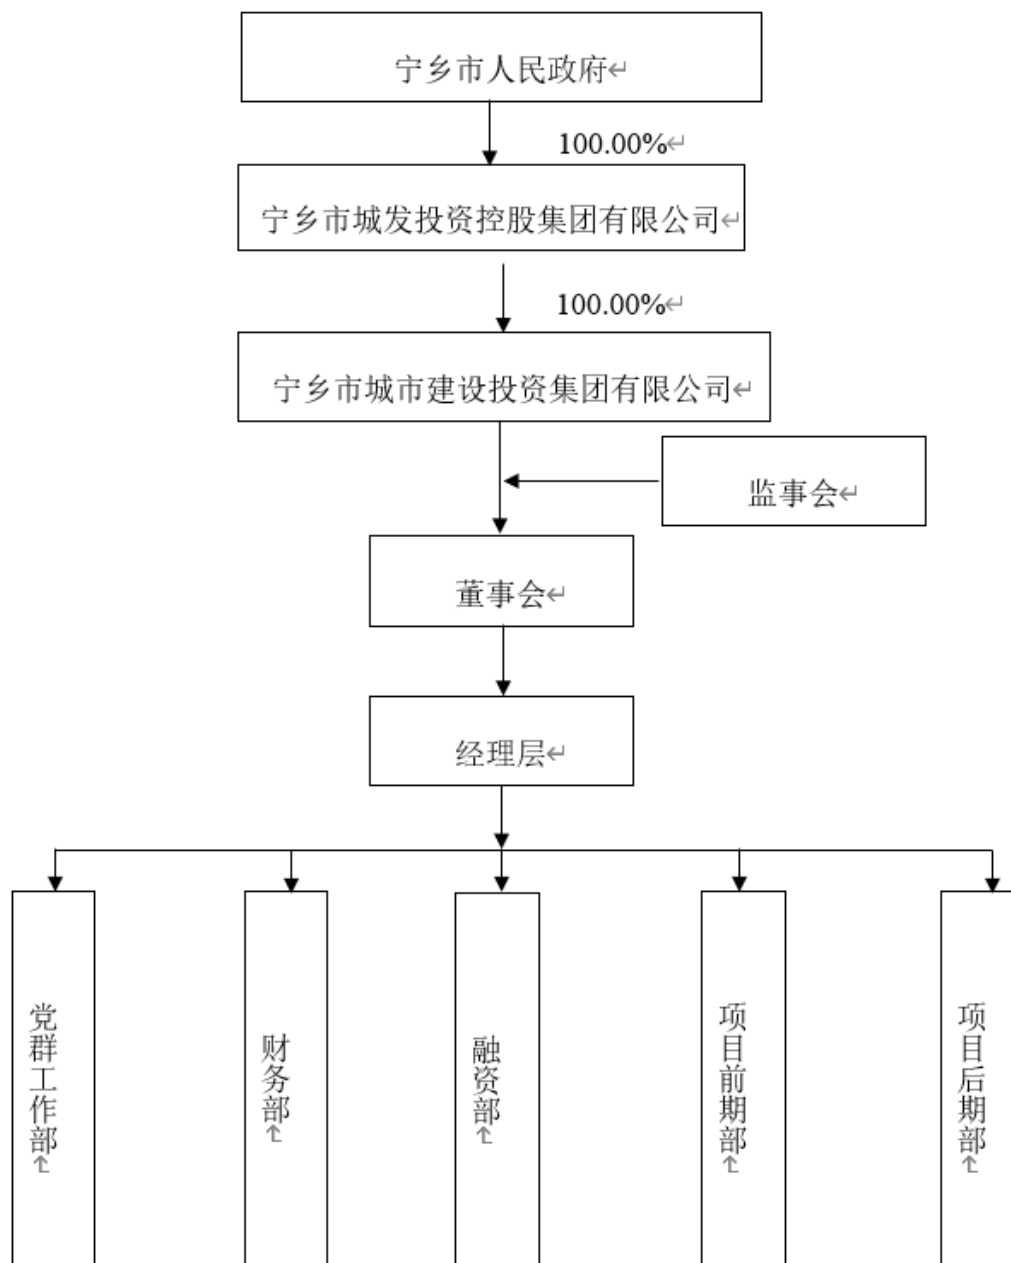 宁乡市人民政府↵
100.00%↵
宁乡市城发投资控股集团有限公司↵
100.00%↵
宁乡市城市建设投资集团有限公司↵
监事会↵
董事会↵
经理层↵
党群工作部↵
财务部↵
融资部↵
项目前期部↵
项目后期部↵